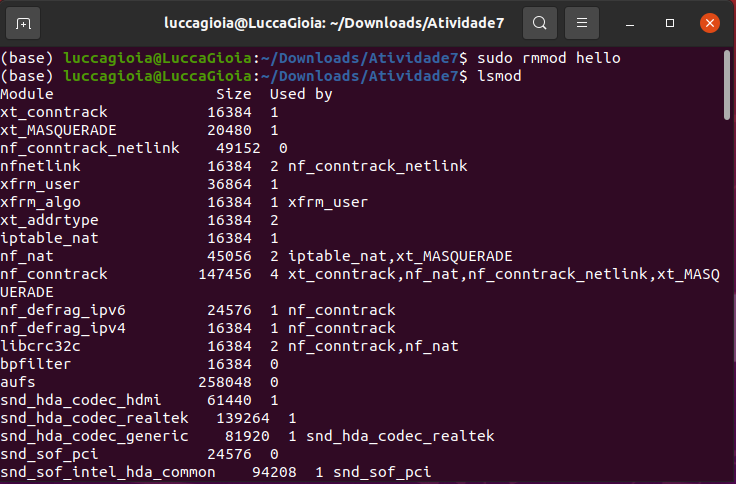 luccagioia@LuccaGioia: ~/Downloads/Atividade7
(base) luccagioia@LuccaGioia:~/Downloads/Atividade7$ sudo rmmod hello
(base) luccagioia@LuccaGioia:~/Downloads/Atividade7$ lsmod
Module                  Size  Used by
xt_conntrack           16384  1
xt_MASQUERADE          20480  1
nf_conntrack_netlink    49152  0
nfnetlink              16384  2 nf_conntrack_netlink
xfrm_user              36864  1
xfrm_algo              16384  1 xfrm_user
xt_addrtype            16384  2
iptable_nat            16384  1
nf_nat                 45056  2 iptable_nat,xt_MASQUERADE
nf_conntrack          147456  4 xt_conntrack,nf_nat,nf_conntrack_netlink,xt_MASQ
UERADE
nf_defrag_ipv6         24576  1 nf_conntrack
nf_defrag_ipv4         16384  1 nf_conntrack
libcrc32c              16384  2 nf_conntrack,nf_nat
bpfilter               16384  0
aufs                  258048  0
snd_hda_codec_hdmi     61440  1
snd_hda_codec_realtek   139264  1
snd_hda_codec_generic    81920  1 snd_hda_codec_realtek
snd_sof_pci            24576  0
snd_sof_intel_hda_common    94208  1 snd_sof_pci